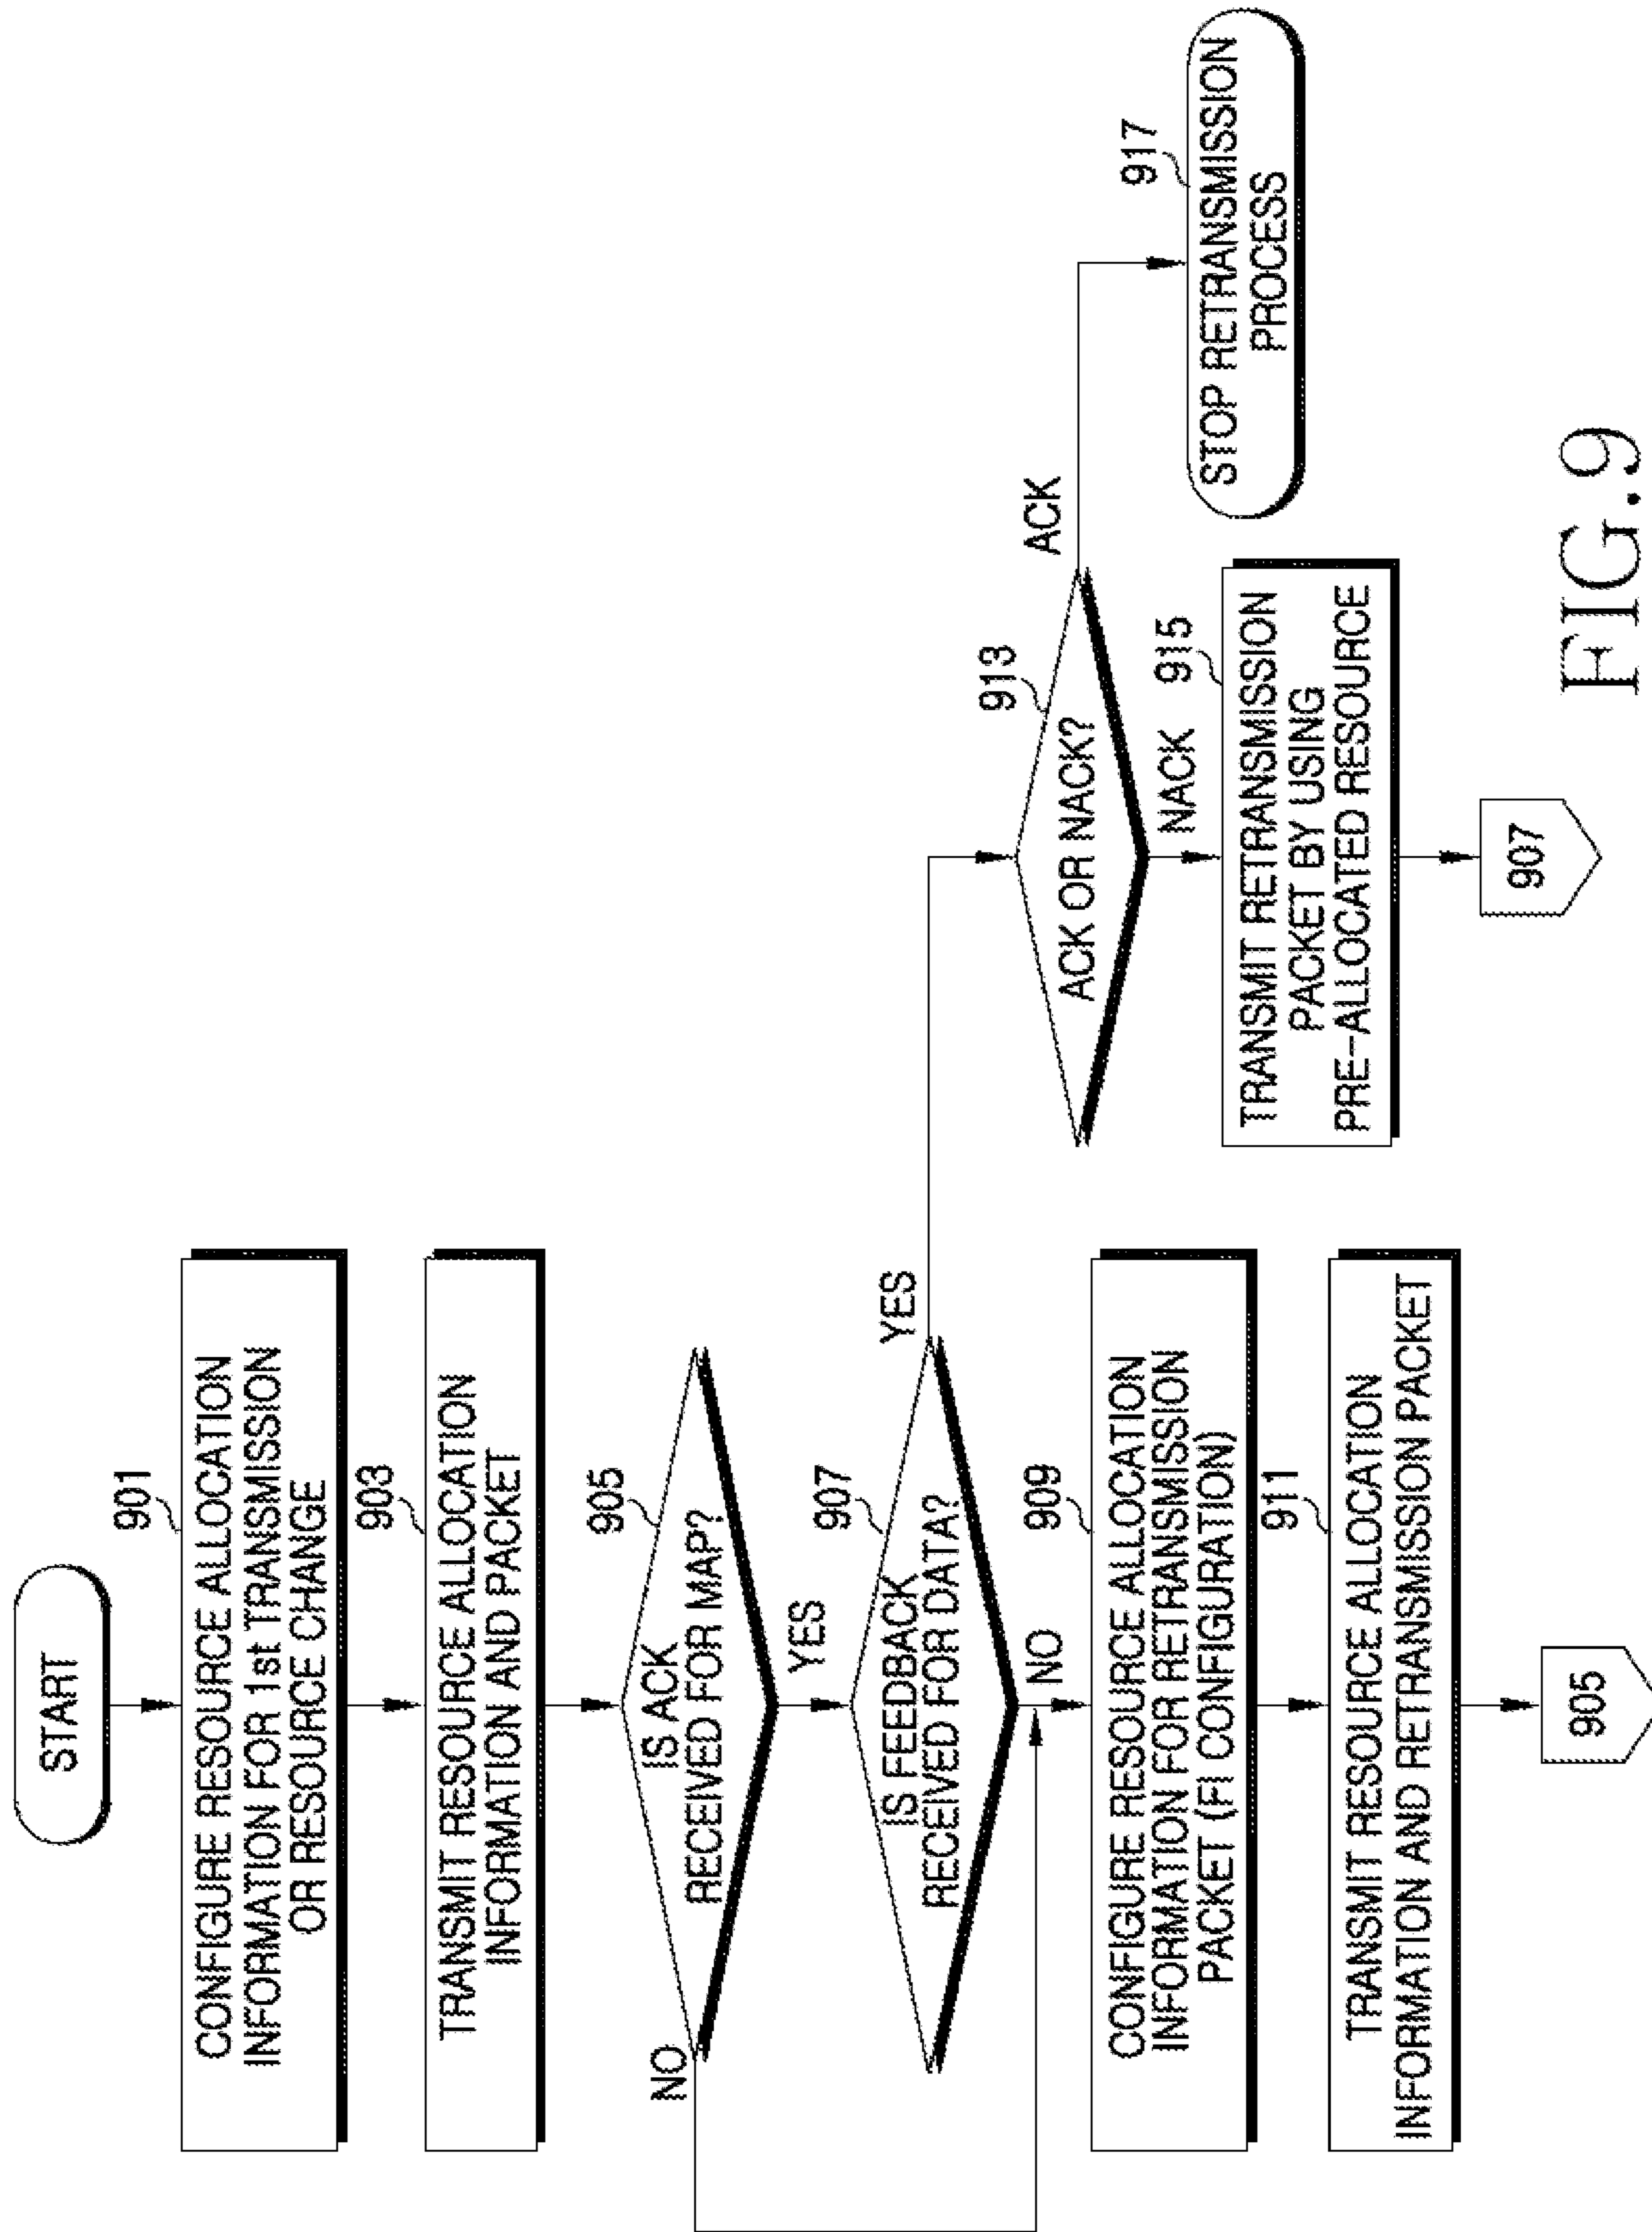 START
901
CONFIGURE RESOURCE ALLOCATION
INFORMATION FOR 1st TRANSMISSION
OR RESOURCE CHANGE
903
TRANSMIT RESOURCE ALLOCATION
INFORMATION AND PACKET
905
IS ACK
RECEIVED FOR MAP?
NO
YES
907
IS FEEDBACK
RECEIVED FOR DATA?
YES
NO
909
CONFIGURE RESOURCE ALLOCATION
INFORMATION FOR RETRANSMISSION
PACKET (FI CONFIGURATION)
911
TRANSMIT RESOURCE ALLOCATION
INFORMATION AND RETRANSMISSION PACKET
905
913
ACK OR NACK?
ACK
NACK
915
TRANSMIT RETRANSMISSION
PACKET BY USING
PRE-ALLOCATED RESOURCE
907
917
STOP RETRANSMISSION
PROCESS
FIG.9